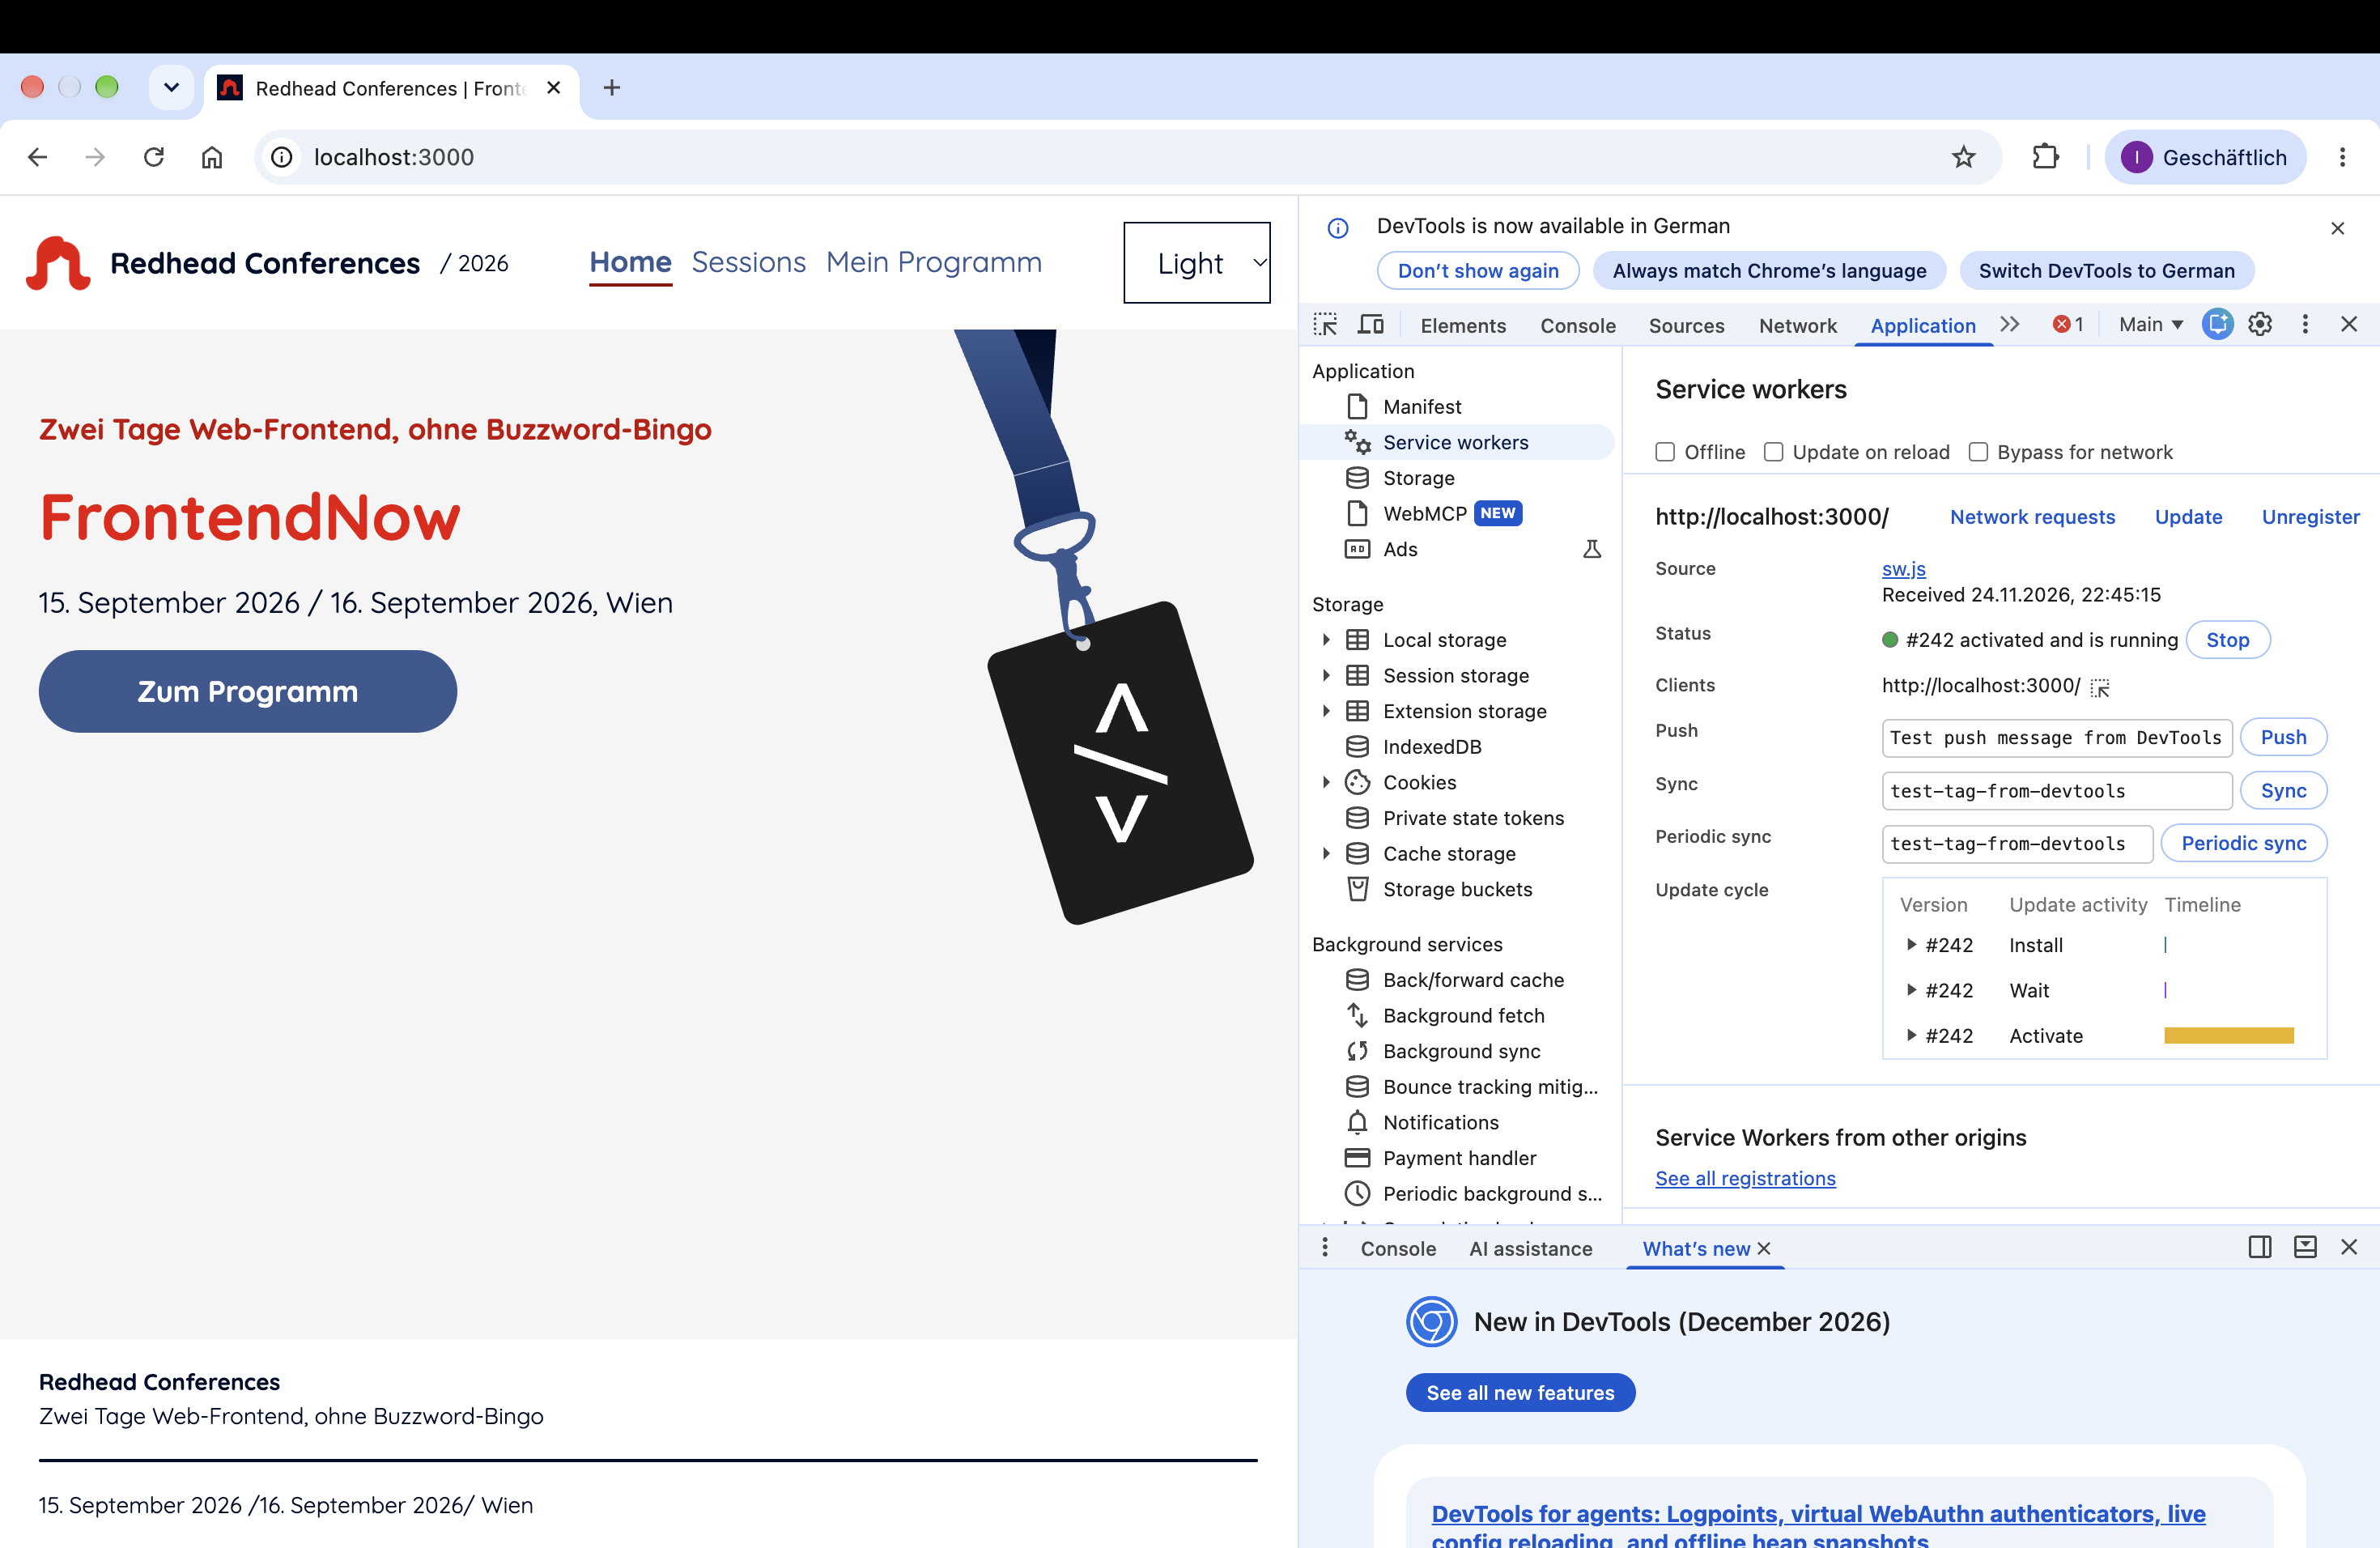 Redhead Conferences | Front
localhost:3000
Geschäftlich
Redhead Conferences / 2026
Home Sessions Mein Programm
Light
Zwei Tage Web-Frontend, ohne Buzzword-Bingo
FrontendNow
15. September 2026 / 16. September 2026, Wien
Zum Programm
Redhead Conferences
Zwei Tage Web-Frontend, ohne Buzzword-Bingo
15. September 2026 /16. September 2026/ Wien
DevTools is now available in German
Don't show again Always match Chrome's language Switch DevTools to German
Elements Console Sources Network Application 1 Main
Application
Manifest
Service workers
Storage
WebMCP NEW
Ads
Storage
Local storage
Session storage
Extension storage
IndexedDB
Cookies
Private state tokens
Cache storage
Storage buckets
Background services
Back/forward cache
Background fetch
Background sync
Bounce tracking mitig...
Notifications
Payment handler
Periodic background s...
Service workers
Offline Update on reload Bypass for network
http://localhost:3000/ Network requests Update Unregister
Source sw.js
Received 24.11.2026, 22:45:15
Status #242 activated and is running Stop
Clients http://localhost:3000/
Push Test push message from DevTools Push
Sync test-tag-from-devtools Sync
Periodic sync test-tag-from-devtools Periodic sync
Update cycle
Version Update activity Timeline
#242 Install
#242 Wait
#242 Activate
Service Workers from other origins
See all registrations
Console AI assistance What's new
New in DevTools (December 2026)
See all new features
DevTools for agents: Logpoints, virtual WebAuthn authenticators, live
config reloading, and offline heap snapshots